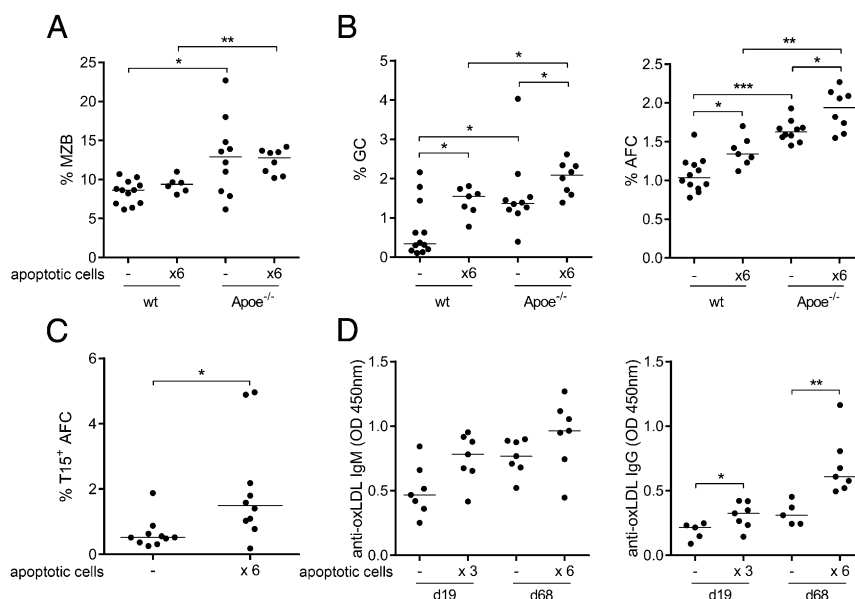 A
B
**
*
25
20
15
10
5
0
% MZB
apoptotic cells
-
x6
-
x6
wt
Apoe-/-
*
*
*
*
5
4
3
2
1
0
% GC
-
x6
-
x6
wt
Apoe-/-
**
*
***
*
2.5
2.0
1.5
1.0
0.5
0.0
% AFC
-
x6
-
x6
wt
Apoe-/-
C
D
*
6
4
2
0
% T15+ AFC
apoptotic cells
-
x 6
1.5
1.0
0.5
0.0
anti-oxLDL IgM (OD 450nm)
apoptotic cells
-
x 3
-
x 6
d19
d68
**
*
1.5
1.0
0.5
0.0
anti-oxLDL IgG (OD 450nm)
-
x 3
-
x 6
d19
d68